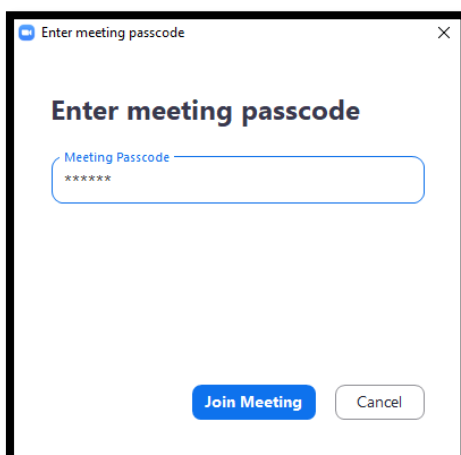 Enter meeting passcode
Enter meeting passcode
Meeting Passcode
******
Join Meeting
Cancel